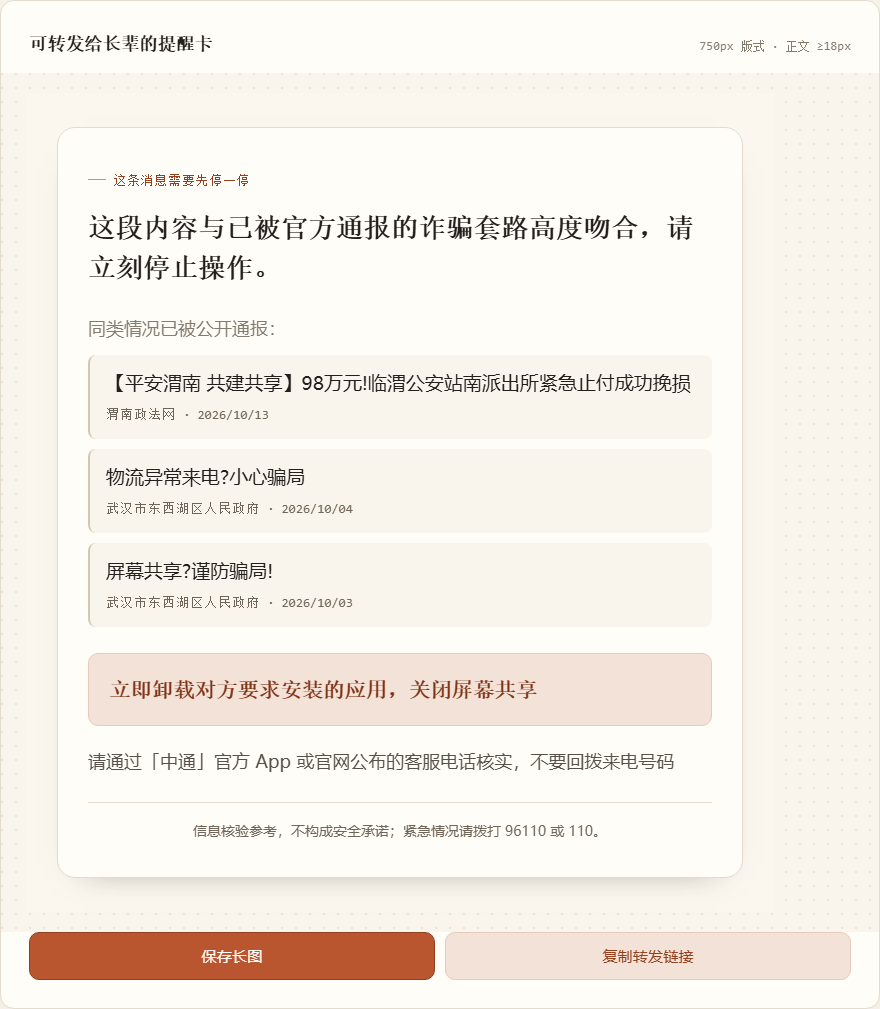 可转发给长辈的提醒卡
750px 版式 · 正文 ≥18px
这条消息需要先停一停
这段内容与已被官方通报的诈骗套路高度吻合，请
立刻停止操作。
同类情况已被公开通报：
【平安渭南 共建共享】98万元!临渭公安站南派出所紧急止付成功挽损
渭南政法网 · 2026/10/13
物流异常来电?小心骗局
武汉市东西湖区人民政府 · 2026/10/04
屏幕共享?谨防骗局!
武汉市东西湖区人民政府 · 2026/10/03
立即卸载对方要求安装的应用，关闭屏幕共享
请通过「中通」官方 App 或官网公布的客服电话核实，不要回拨来电号码
信息核验参考，不构成安全承诺；紧急情况请拨打 96110 或 110。
保存长图
复制转发链接